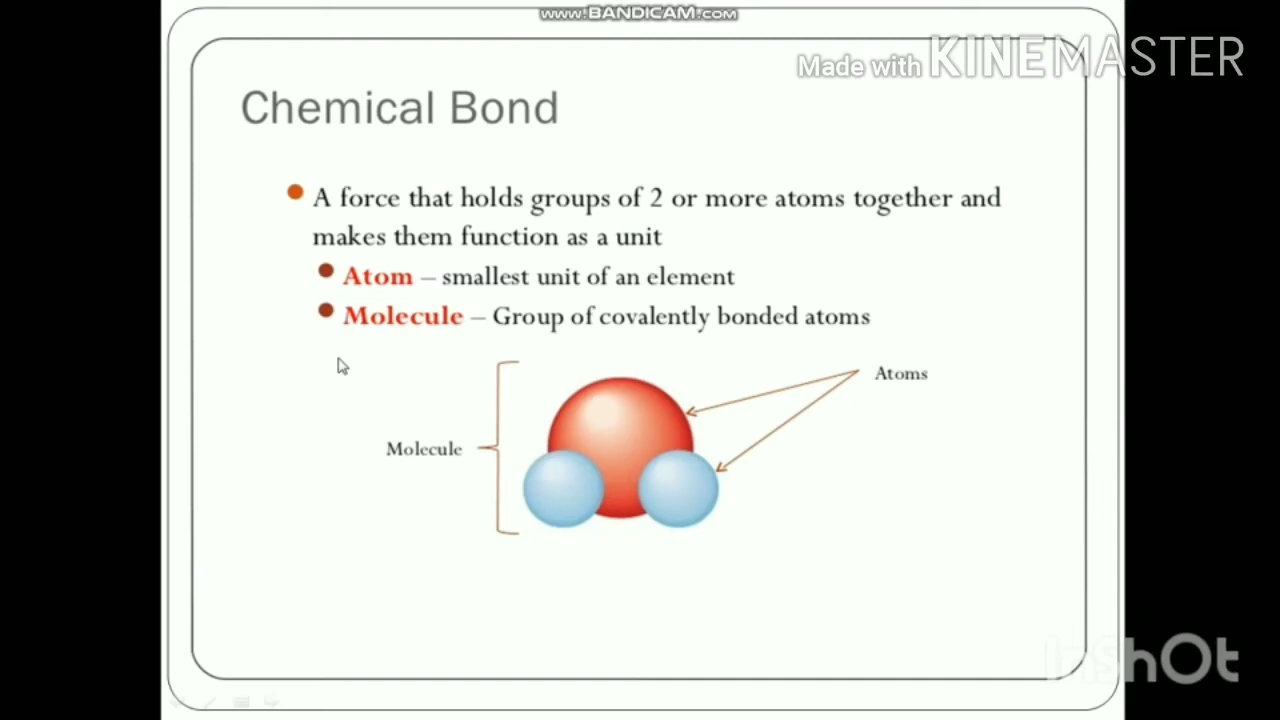 www.BANDICAM.com
Made with KINEMASTER
Chemical Bond
A force that holds groups of 2 or more atoms together and
makes them function as a unit
Atom – smallest unit of an element
Molecule – Group of covalently bonded atoms
Atoms
Molecule
InShOt